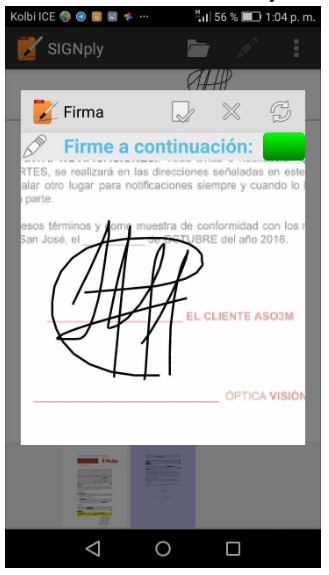 Kolbi ICE ... H 56 % 1:04 p. m.
SIGNply
Firma
Firme a continuación:
RTES, se realizará en las direcciones señaladas en este
alar otro lugar para notificaciones siempre y cuando lo
parte.
esos términos y como muestra de conformidad con los
San José, el de OCTUBRE del año 2018.
EL CLIENTE ASO3M
ÓPTICA VISIÓN